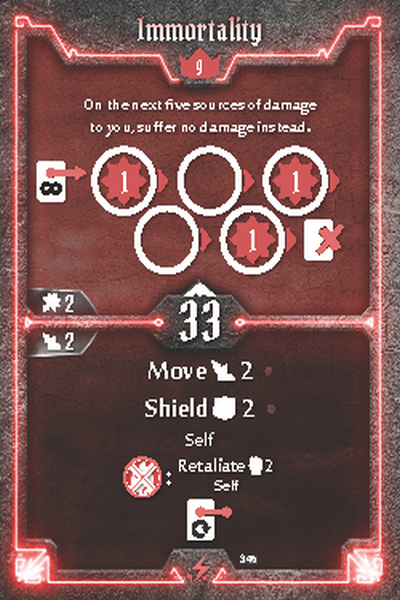 Immortality
9
On the next five sources of damage
to you, suffer no damage instead.
8
1
1
1
2
33
2
Move 2
Shield 2
Self
: Retaliate 2
Self